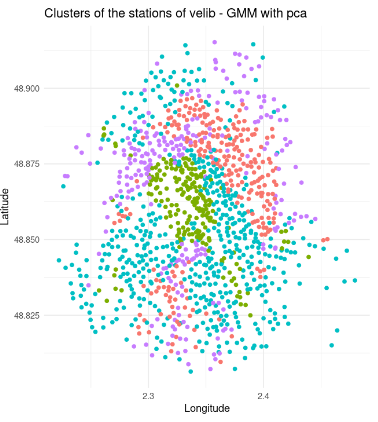 Clusters of the stations of velib - GMM with pca
48.900
48.875
48.850
48.825
Latitude
2.3
2.4
Longitude